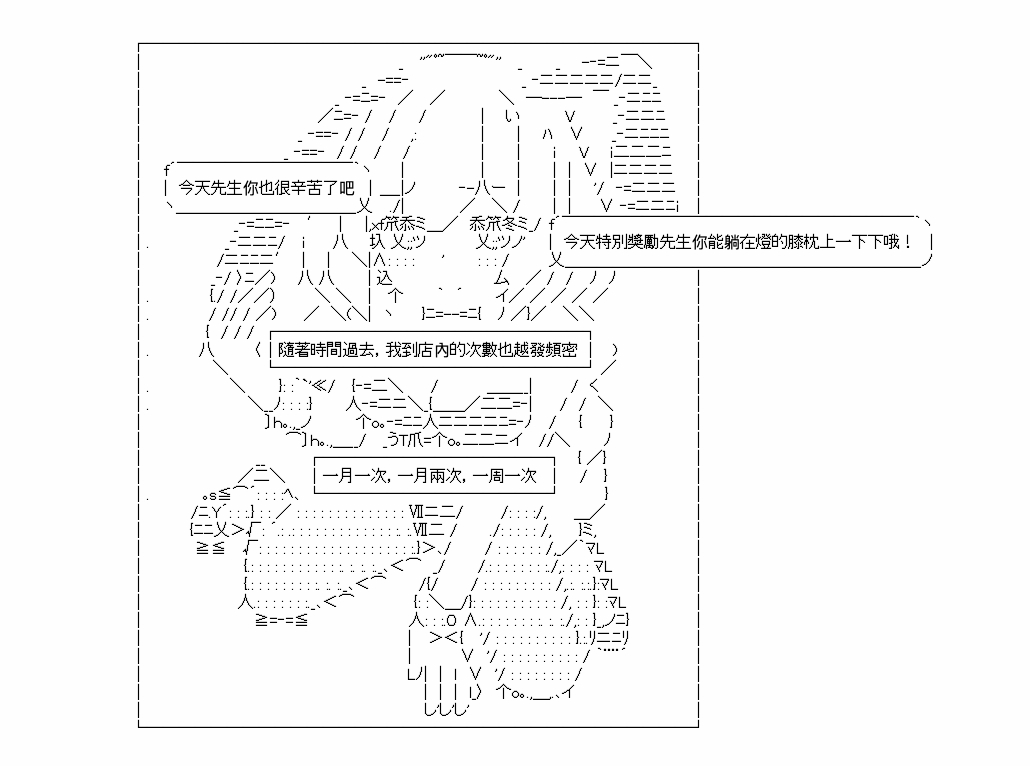 今天先生你也很辛苦了吧
今天特別獎勵先生你能躺在燈的膝枕上一下下哦！
隨著時間過去，我到店內的次數也越發頻密
一月一次，一月兩次，一周一次